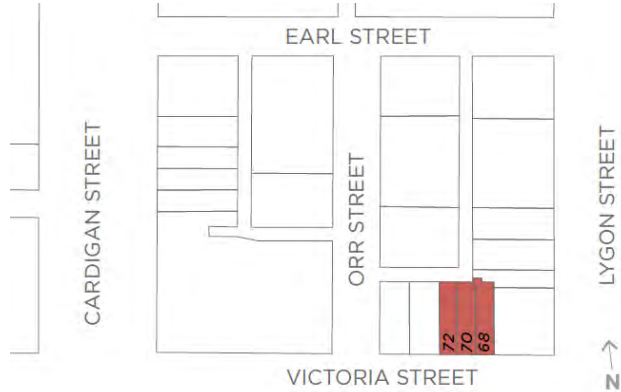 EARL STREET
CARDIGAN STREET
ORR STREET
LYGON STREET
72
70
68
VICTORIA STREET
N